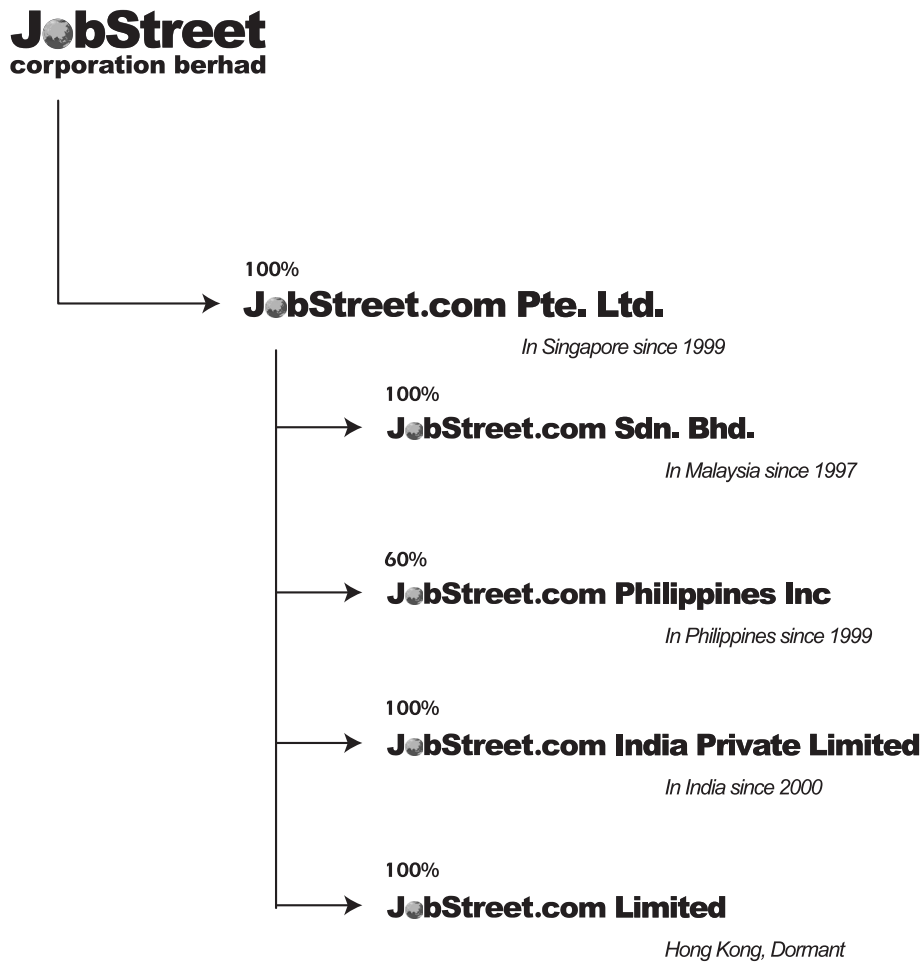 JobStreet
corporation berhad
100%
JobStreet.com Pte. Ltd.
In Singapore since 1999
100%
JobStreet.com Sdn. Bhd.
In Malaysia since 1997
60%
JobStreet.com Philippines Inc
In Philippines since 1999
100%
JobStreet.com India Private Limited
In India since 2000
100%
JobStreet.com Limited
Hong Kong, Dormant